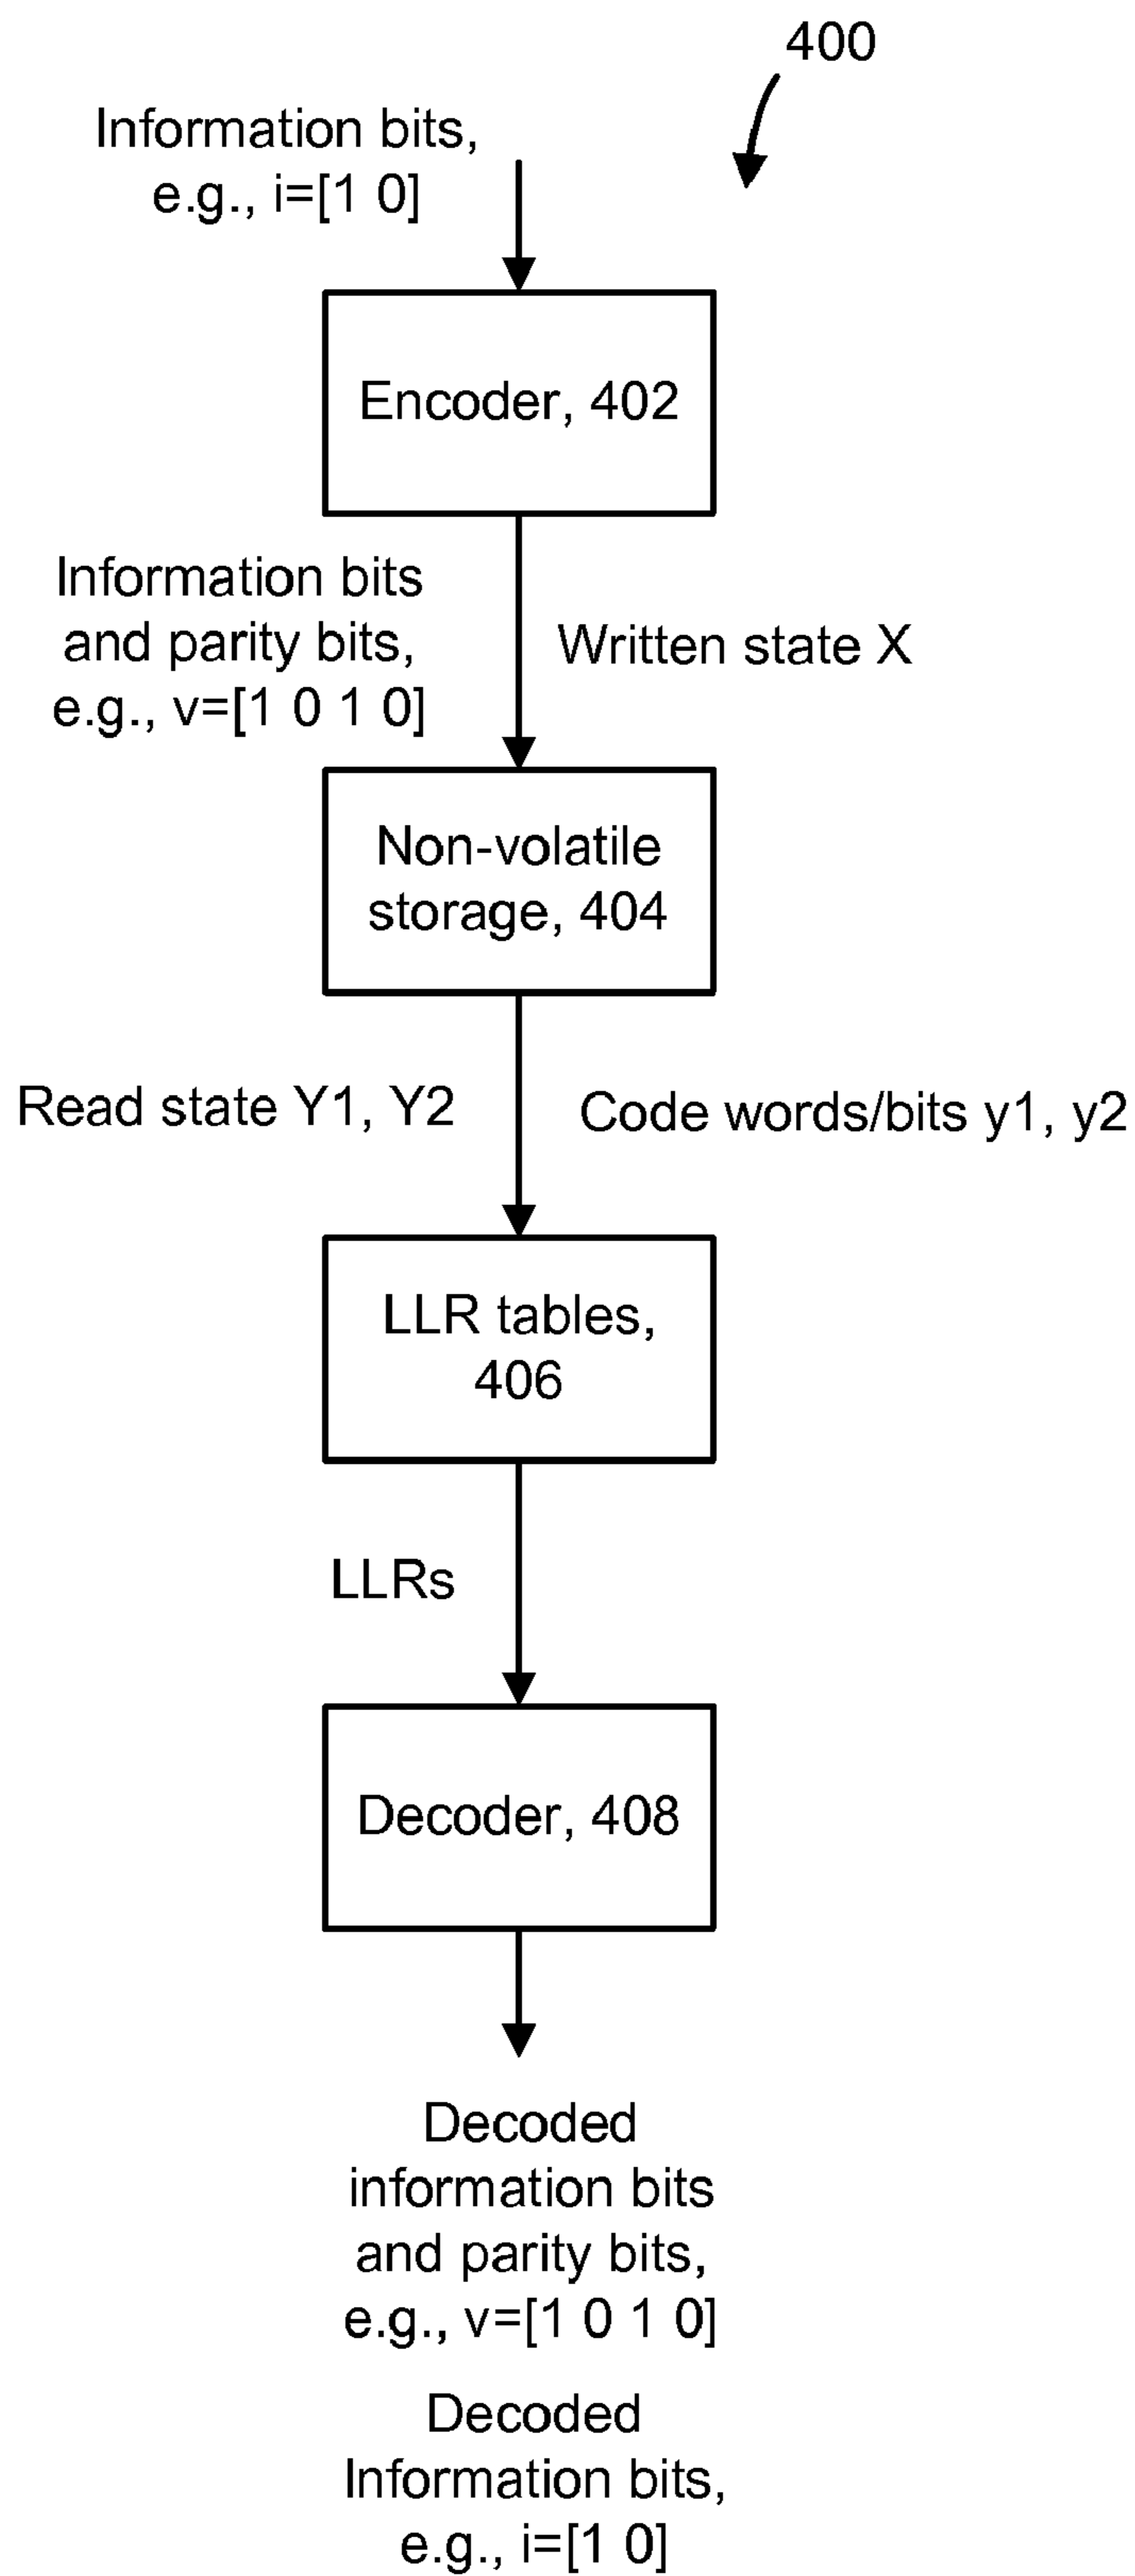 400
Information bits,
e.g., i=[1 0]
Encoder, 402
Information bits
and parity bits,
e.g., v=[1 0 1 0]
Written state X
Non-volatile
storage, 404
Read state Y1, Y2
Code words/bits y1, y2
LLR tables,
406
LLRs
Decoder, 408
Decoded
information bits
and parity bits,
e.g., v=[1 0 1 0]
Decoded
Information bits,
e.g., i=[1 0]